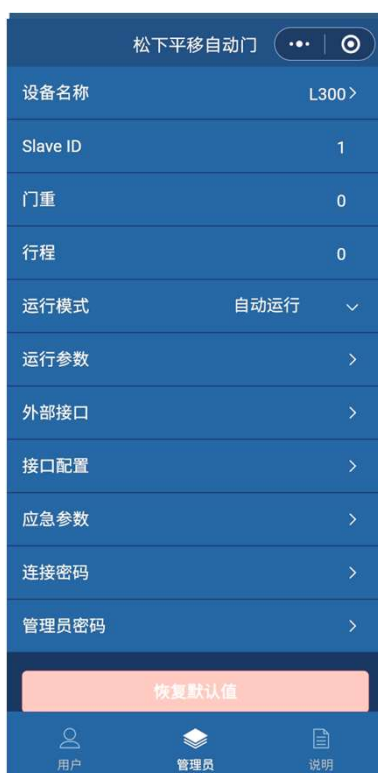 松下平移自动门
设备名称 L300
Slave ID 1
门重 0
行程 0
运行模式 自动运行
运行参数
外部接口
接口配置
应急参数
连接密码
管理员密码
恢复默认值
用户 管理员 说明